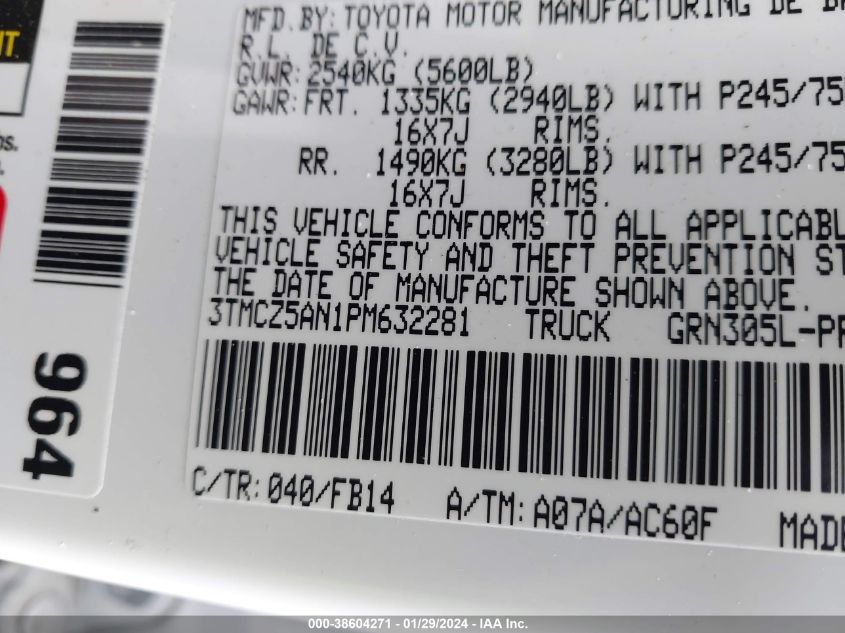 MFD.BY: TOYOTA MOTOR MANUFACTURING DE
R.L. DE C.V.
GVWR: 2540KG (5600LB)
GAWR: FRT. 1335KG (2940LB) WITH P245/75
16X7J RIMS.
RR. 1490KG (3280LB) WITH P245/75
16X7J RIMS.
THIS VEHICLE CONFORMS TO ALL APPLICABL
VEHICLE SAFETY AND THEFT PREVENTION ST
THE DATE OF MANUFACTURE SHOWN ABOVE.
3TMCZ5AN1PM632281 TRUCK GRN305L-PR
C/TR: 040/FB14 A/TM: A07A/AC60F MADE
964
000-38604271 - 01/29/2024 - IAA Inc.